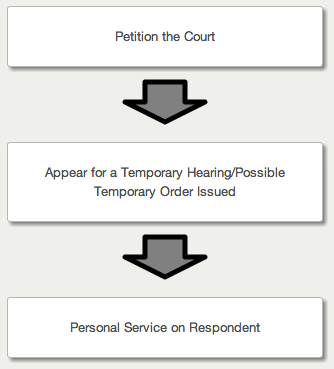 Petition the Court
Appear for a Temporary Hearing/Possible
Temporary Order Issued
Personal Service on Respondent